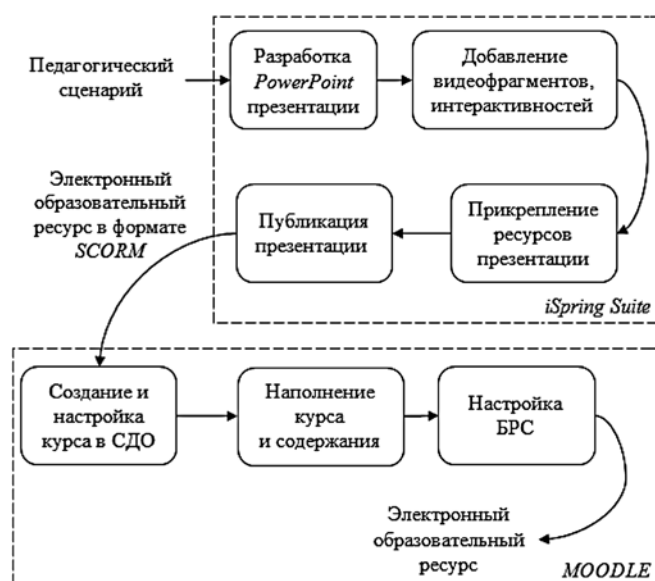 Педагогический
сценарий
Разработка
PowerPoint
презентации
Добавление
видеофрагментов,
интерактивностей
Прикрепление
ресурсов
презентации
Публикация
презентации
iSpring Suite
Электронный
образовательный
ресурс в формате
SCORM
Создание и
настройка
курса в СДО
Наполнение
курса
и содержания
Настройка
БРС
Электронный
образовательный
ресурс
MOODLE